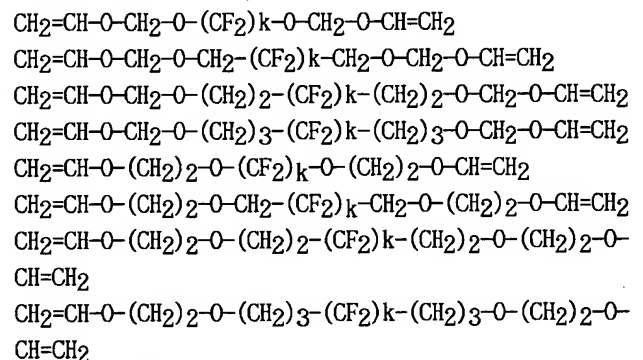 CH2=CH-O-CH2-O-(CF2)k-O-CH2-O-CH=CH2
CH2=CH-O-CH2-O-CH2-(CF2)k-CH2-O-CH2-O-CH=CH2
CH2=CH-O-CH2-O-(CH2)2-(CF2)k-(CH2)2-O-CH2-O-CH=CH2
CH2=CH-O-CH2-O-(CH2)3-(CF2)k-(CH2)3-O-CH2-O-CH=CH2
CH2=CH-O-(CH2)2-O-(CF2)k-O-(CH2)2-O-CH=CH2
CH2=CH-O-(CH2)2-O-CH2-(CF2)k-CH2-O-(CH2)2-O-CH=CH2
CH2=CH-O-(CH2)2-O-(CH2)2-(CF2)k-(CH2)2-O-(CH2)2-O-
CH=CH2
CH2=CH-O-(CH2)2-O-(CH2)3-(CF2)k-(CH2)3-O-(CH2)2-O-
CH=CH2